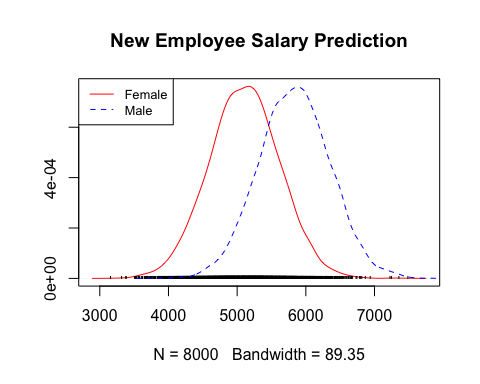 New Employee Salary Prediction
Female
Male
0e+00 4e-04
3000 4000 5000 6000 7000
N = 8000 Bandwidth = 89.35